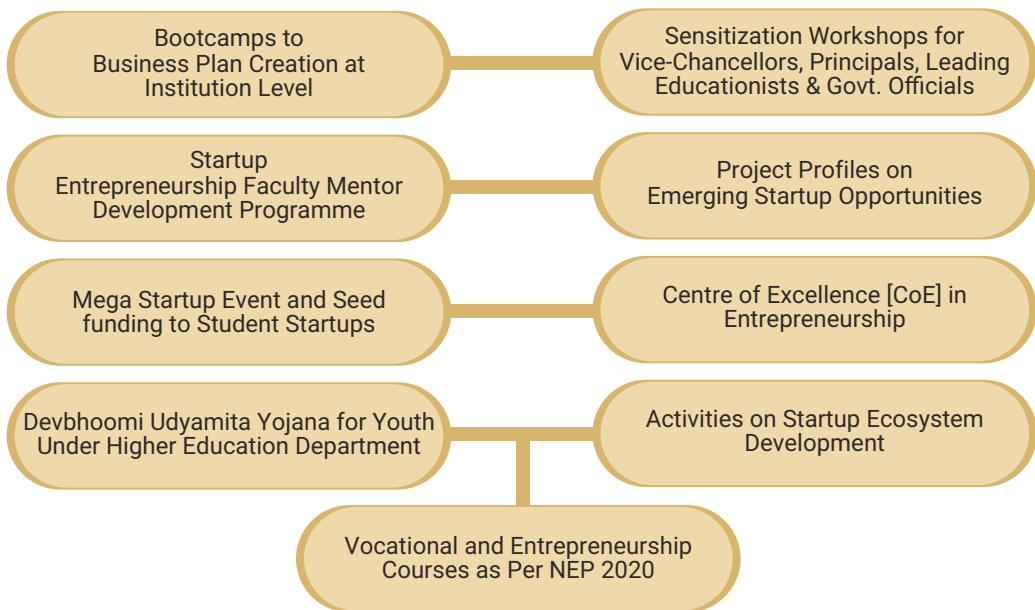 Bootcamps to
Business Plan Creation at
Institution Level
Sensitization Workshops for
Vice-Chancellors, Principals, Leading
Educationists & Govt. Officials
Startup
Entrepreneurship Faculty Mentor
Development Programme
Project Profiles on
Emerging Startup Opportunities
Mega Startup Event and Seed
funding to Student Startups
Centre of Excellence [CoE] in
Entrepreneurship
Devbhoomi Udyamita Yojana for Youth
Under Higher Education Department
Activities on Startup Ecosystem
Development
Vocational and Entrepreneurship
Courses as Per NEP 2020